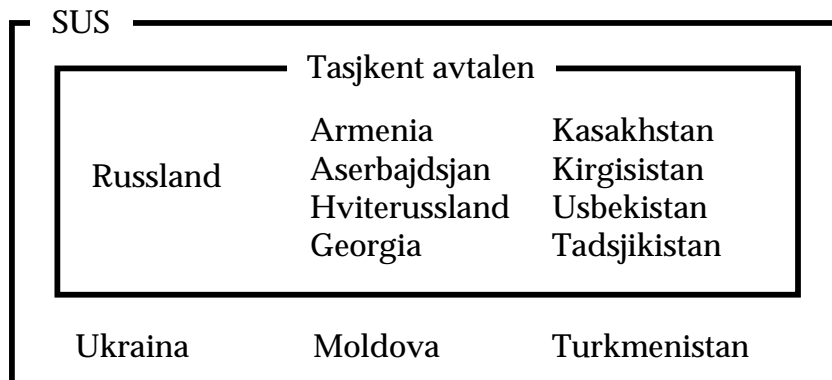 SUS
Tasjkent avtalen
Armenia Kasakhstan
Russland Aserbajdsjan Kirgisistan
Hviterussland Usbekistan
Georgia Tadsjikistan
Ukraina Moldova Turkmenistan